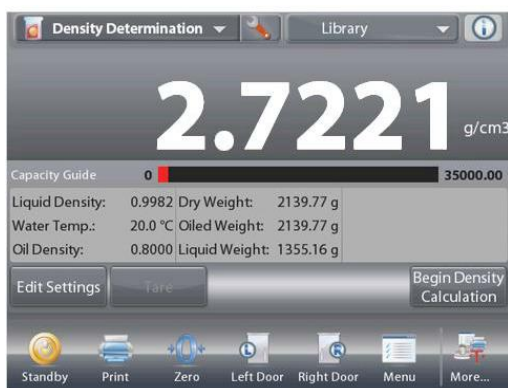 Density Determination Library
2.7221 g/cm3
Capacity Guide 0 35000.00
Liquid Density: 0.9982 Dry Weight: 2139.77 g
Water Temp.: 20.0 °C Oiled Weight: 2139.77 g
Oil Density: 0.8000 Liquid Weight: 1355.16 g
Edit Settings Tare Begin Density
Calculation
L R
Standby Print Zero Left Door Right Door Menu More...